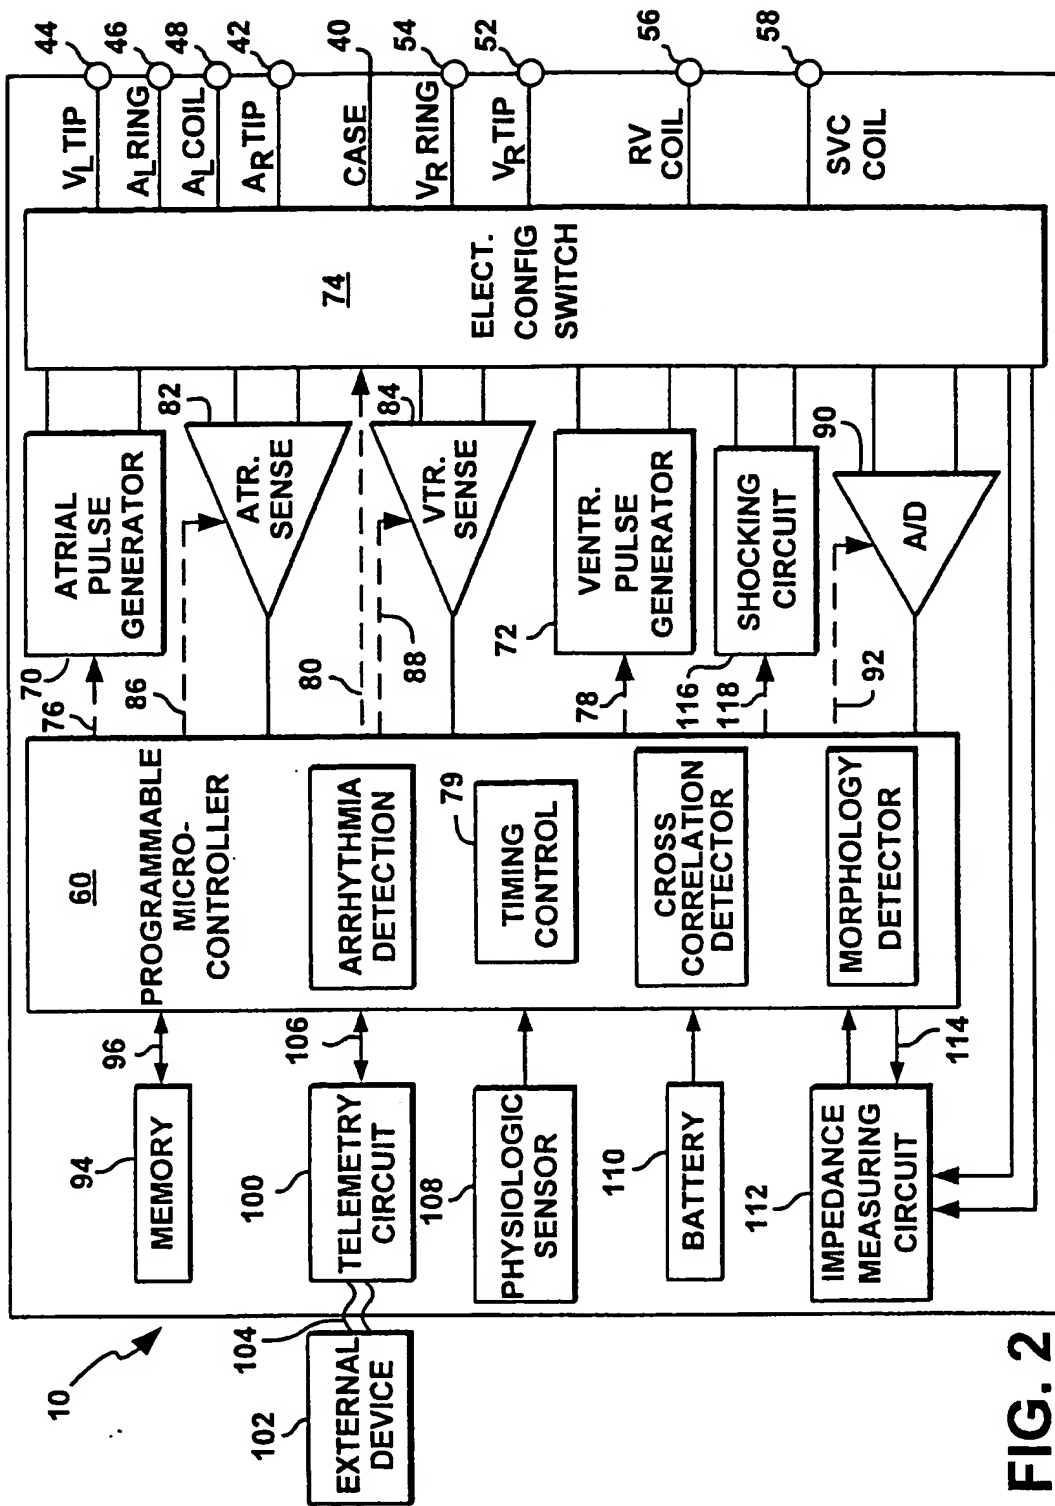 10
102
EXTERNAL
DEVICE
104
94
MEMORY
96
100
TELEMETRY
CIRCUIT
106
108
PHYSIOLOGIC
SENSOR
110
BATTERY
112
IMPEDANCE
MEASURING
CIRCUIT
114
60
PROGRAMMABLE
MICRO-
CONTROLLER
ARRHYTHMIA
DETECTION
79
TIMING
CONTROL
CROSS
CORRELATION
DETECTOR
MORPHOLOGY
DETECTOR
70
76
ATRIAL
PULSE
GENERATOR
86
82
ATR.
SENSE
80
88
84
VTR.
SENSE
72
78
VENTR.
PULSE
GENERATOR
116
118
SHOCKING
CIRCUIT
92
90
A/D
74
ELECT.
CONFIG
SWITCH
VL TIP 44
AL RING 46
AL COIL 48
AR TIP 42
CASE 40
VR RING 54
VR TIP 52
RV
COIL
56
SVC
COIL
58
FIG. 2